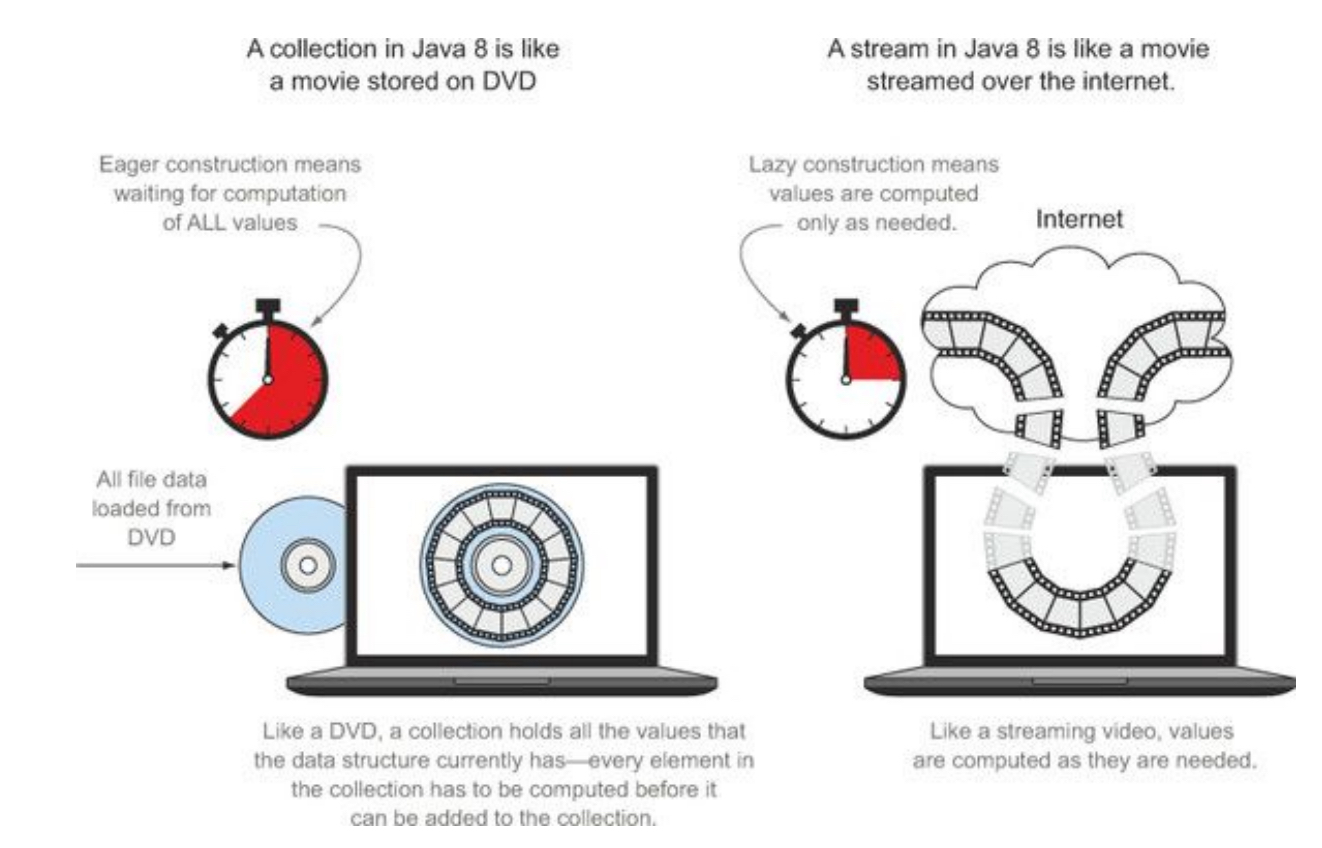 A collection in Java 8 is like
a movie stored on DVD
Eager construction means
waiting for computation
of ALL values
All file data
loaded from
DVD
Like a DVD, a collection holds all the values that
the data structure currently has—every element in
the collection has to be computed before it
can be added to the collection.
A stream in Java 8 is like a movie
streamed over the internet.
Lazy construction means
values are computed
only as needed.
Internet
Like a streaming video, values
are computed as they are needed.